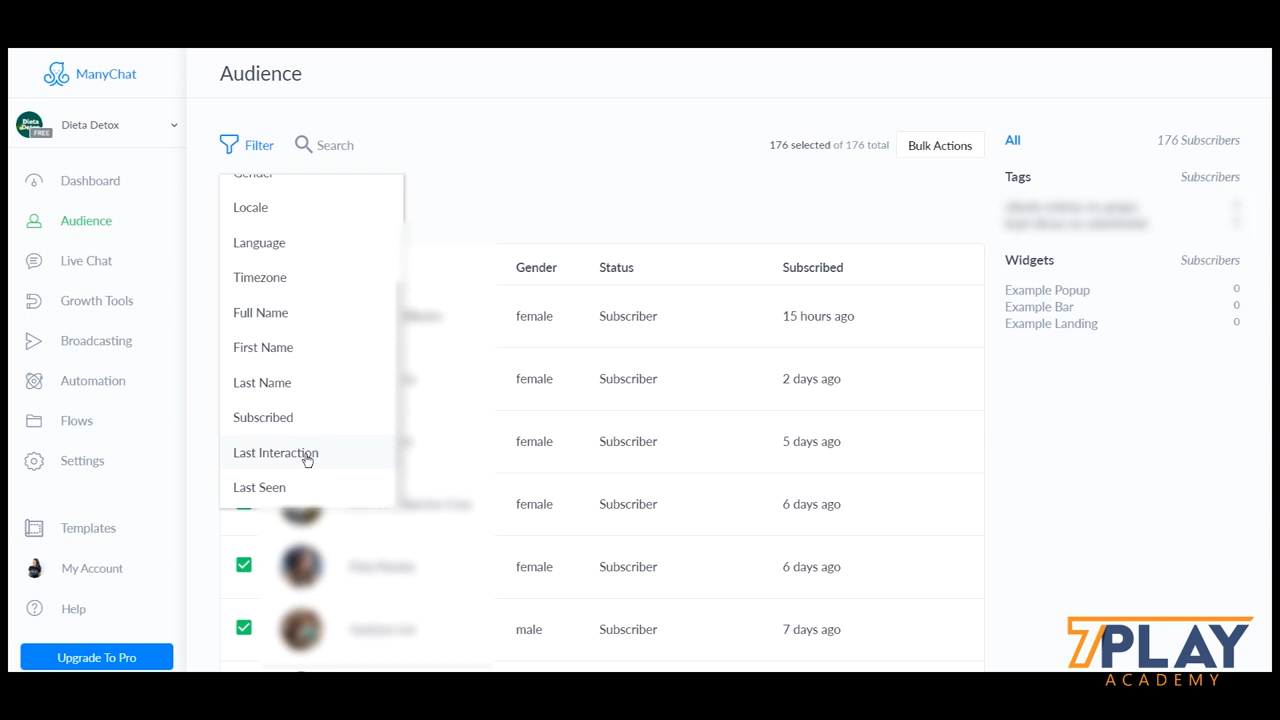 ManyChat
Audience
FREE
Dieta Detox
Filter
Search
176 selected of 176 total
Bulk Actions
All
176 Subscribers
Dashboard
Audience
Live Chat
Growth Tools
Broadcasting
Automation
Flows
Settings
Templates
My Account
Help
Upgrade To Pro
Gender
Locale
Language
Timezone
Full Name
First Name
Last Name
Subscribed
Last Interaction
Last Seen
Gender Status Subscribed
female Subscriber 15 hours ago
female Subscriber 2 days ago
female Subscriber 5 days ago
female Subscriber 6 days ago
female Subscriber 6 days ago
male Subscriber 7 days ago
Tags Subscribers
Widgets Subscribers
Example Popup 0
Example Bar 0
Example Landing 0
7PLAY
ACADEMY